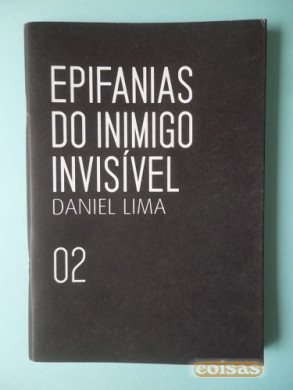 EPIFANIAS
DO INIMIGO
INVISÍVEL
DANIEL LIMA
02
coisas